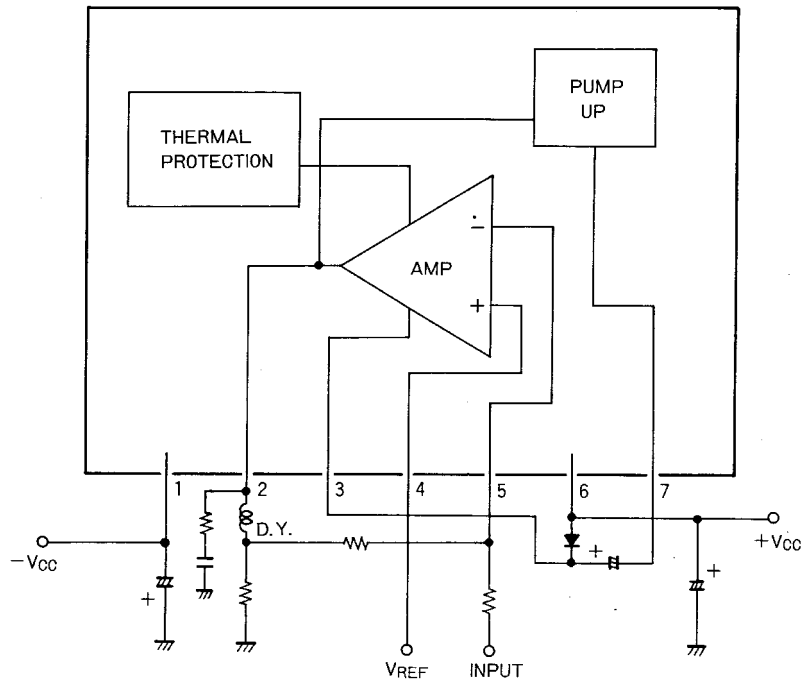 PUMP
UP
THERMAL
PROTECTION
AMP
−
+
1
2
3
4
5
6
7
D.Y.
−VCC
+
+
+
+VCC
VREF
INPUT